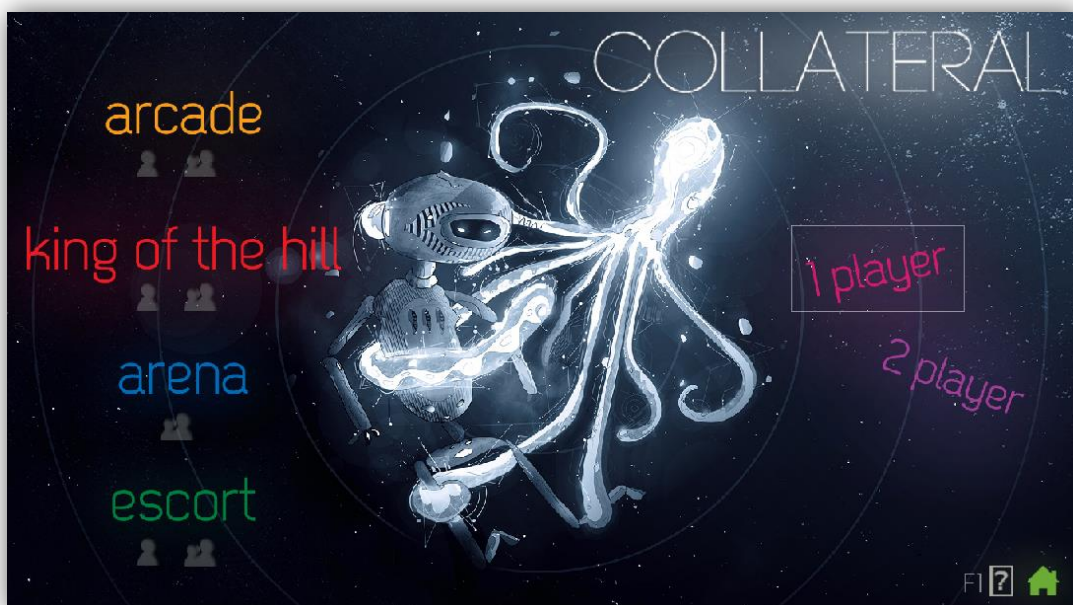 COLLATERAL
arcade
king of the hill
arena
escort
1 player
2 player
F1 ?